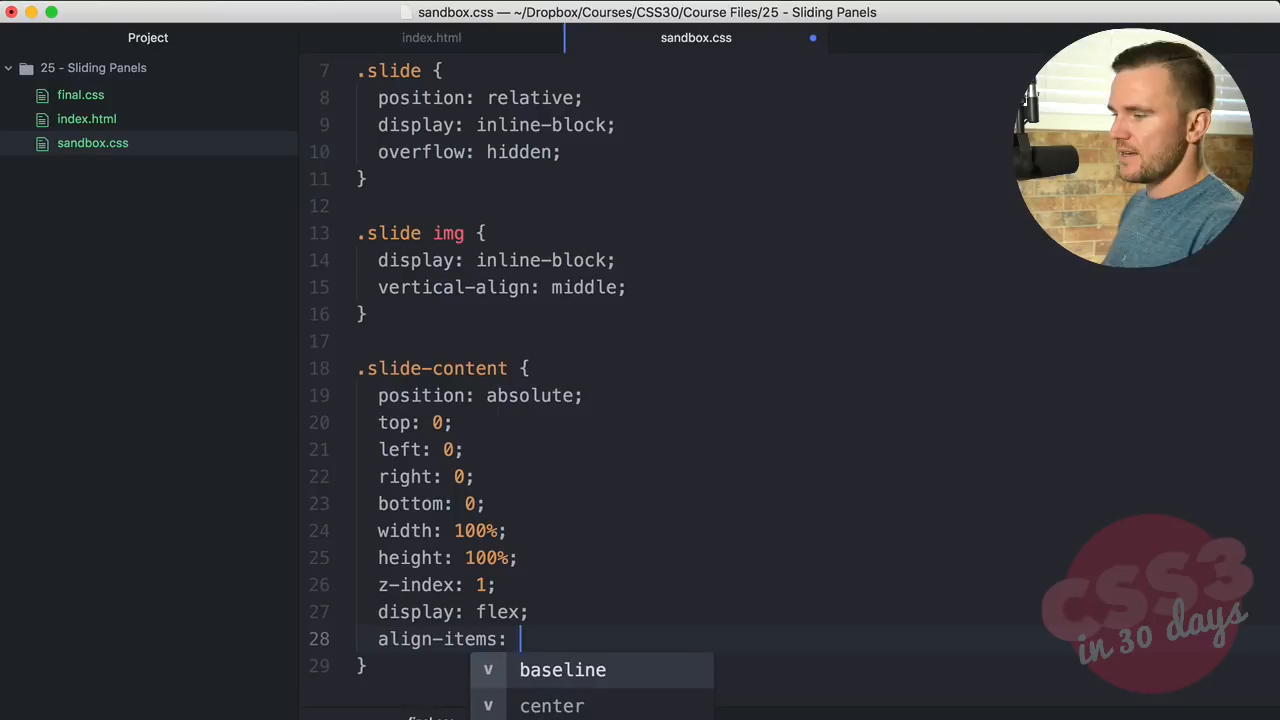 sandbox.css — ~/Dropbox/Courses/CSS30/Course Files/25 - Sliding Panels
Project
index.html
sandbox.css
25 - Sliding Panels
final.css
index.html
sandbox.css
7 .slide {
8 position: relative;
9 display: inline-block;
10 overflow: hidden;
11 }
12
13 .slide img {
14 display: inline-block;
15 vertical-align: middle;
16 }
17
18 .slide-content {
19 position: absolute;
20 top: 0;
21 left: 0;
22 right: 0;
23 bottom: 0;
24 width: 100%;
25 height: 100%;
26 z-index: 1;
27 display: flex;
28 align-items:
29 }
v baseline
v center
final.css
CSS3
in 30 days